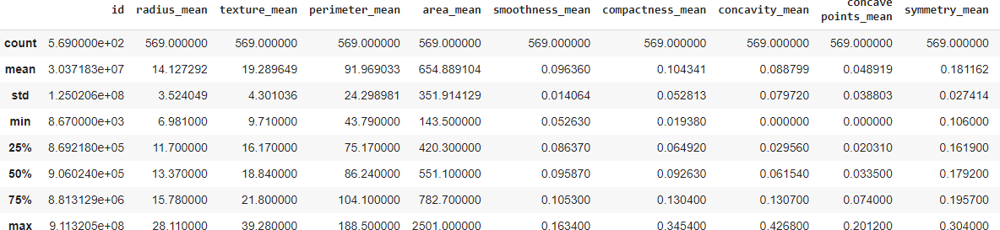 id radius_mean texture_mean perimeter_mean area_mean smoothness_mean compactness_mean concavity_mean concave points_mean symmetry_mean
count 5.690000e+02 569.000000 569.000000 569.000000 569.000000 569.000000 569.000000 569.000000 569.000000 569.000000
mean 3.037183e+07 14.127292 19.289649 91.969033 654.889104 0.096360 0.104341 0.088799 0.048919 0.181162
std 1.250206e+08 3.524049 4.301036 24.298981 351.914129 0.014064 0.052813 0.079720 0.038803 0.027414
min 8.670000e+03 6.981000 9.710000 43.790000 143.500000 0.052630 0.019380 0.000000 0.000000 0.106000
25% 8.692180e+05 11.700000 16.170000 75.170000 420.300000 0.086370 0.064920 0.029560 0.020310 0.161900
50% 9.060240e+05 13.370000 18.840000 86.240000 551.100000 0.095870 0.092630 0.061540 0.033500 0.179200
75% 8.813129e+06 15.780000 21.800000 104.100000 782.700000 0.105300 0.130400 0.130700 0.074000 0.195700
max 9.113205e+08 28.110000 39.280000 188.500000 2501.000000 0.163400 0.345400 0.426800 0.201200 0.304000